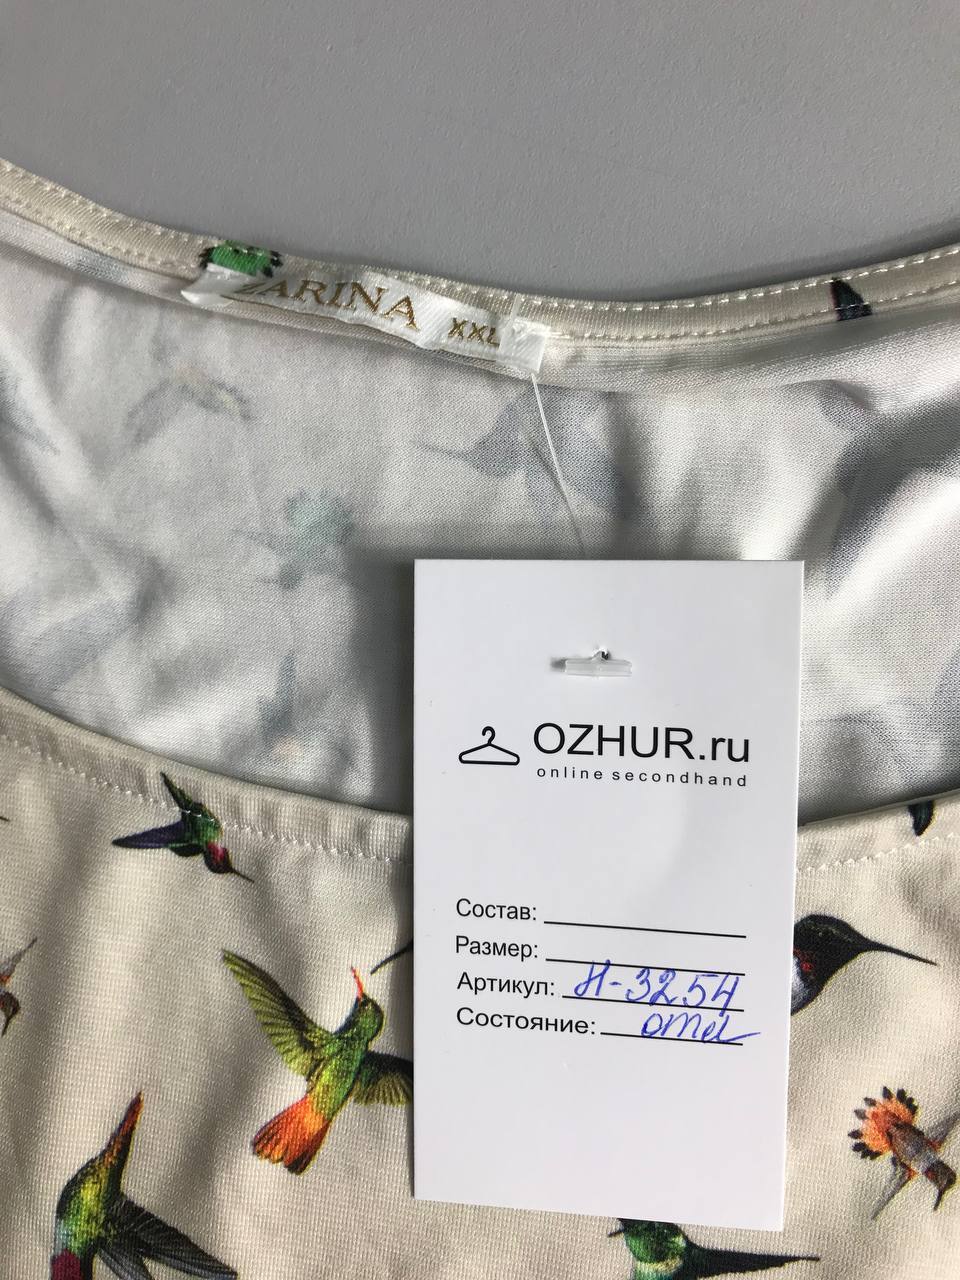 ZARINA XXL
OZHUR.ru
online secondhand
Состав:
Размер:
Артикул: Н-3254
Состояние: отл